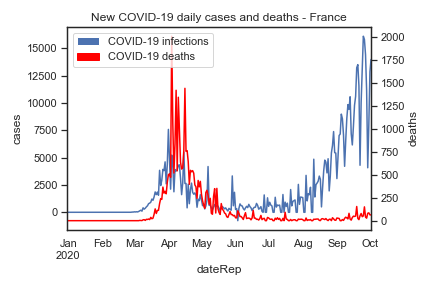 New COVID-19 daily cases and deaths - France
COVID-19 infections
COVID-19 deaths
15000
12500
10000
7500
5000
2500
0
cases
2000
1750
1500
1250
1000
750
500
250
0
deaths
Jan Feb Mar Apr May Jun Jul Aug Sep Oct
2020
dateRep